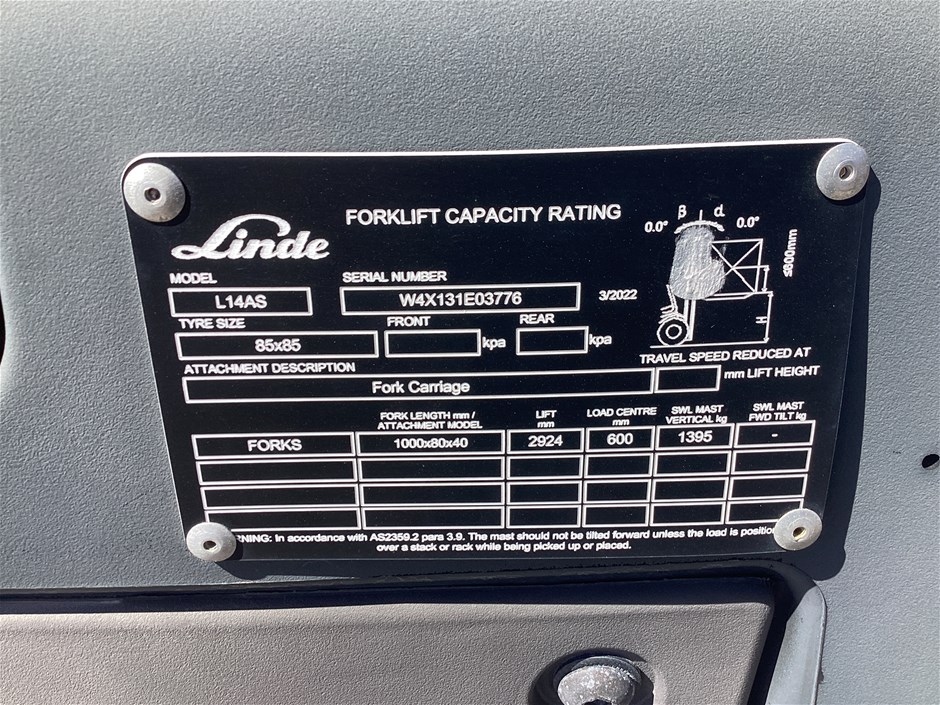 Linde
FORKLIFT CAPACITY RATING
0.0° β α 0.0°
≤600mm
H
MODEL
L14AS
SERIAL NUMBER
W4X131E03776
3/2022
TYRE SIZE
85x85
FRONT
kpa
REAR
kpa
TRAVEL SPEED REDUCED AT
mm LIFT HEIGHT
ATTACHMENT DESCRIPTION
Fork Carriage
FORK LENGTH mm /
ATTACHMENT MODEL
LIFT
mm
LOAD CENTRE
mm
SWL MAST
VERTICAL kg
SWL MAST
FWD TILT kg
FORKS 1000x80x40 2924 600 1395 -
In accordance with AS2359.2 para 3.9. The mast should not be tilted forward unless the load is
over a stack or rack while being picked up or placed.